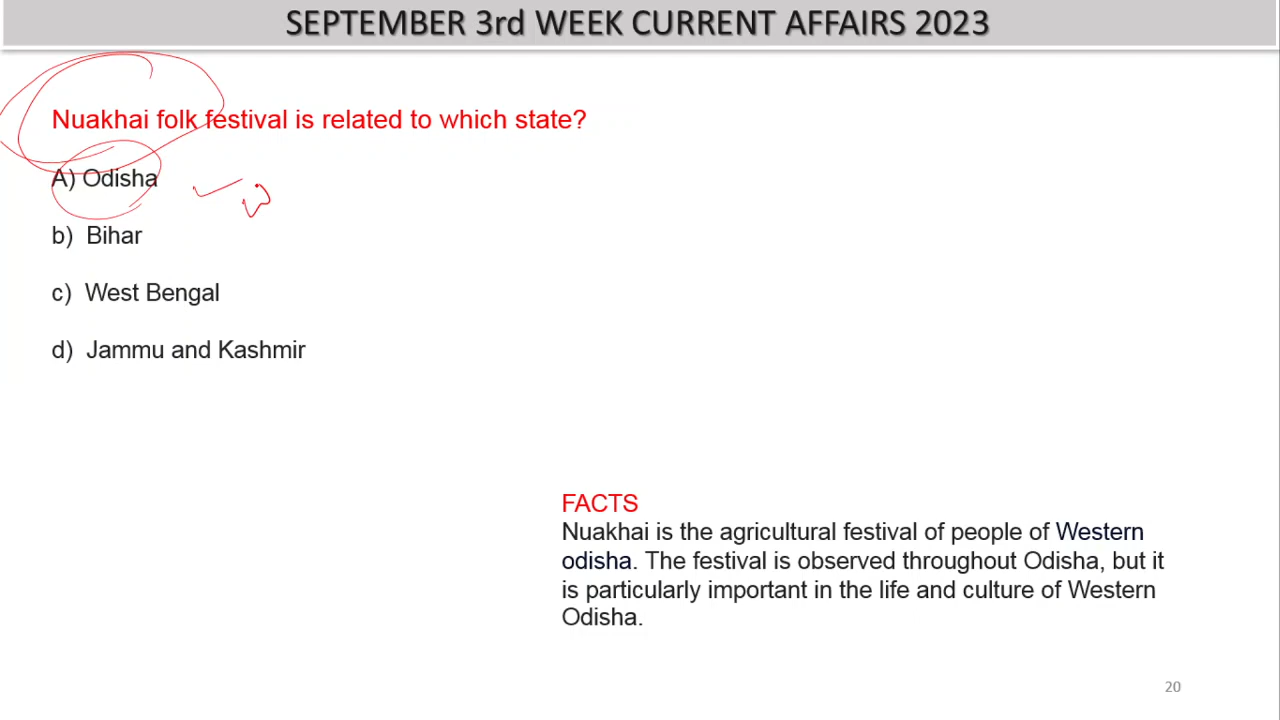 SEPTEMBER 3rd WEEK CURRENT AFFAIRS 2023
Nuakhai folk festival is related to which state?
A) Odisha
b) Bihar
c) West Bengal
d) Jammu and Kashmir
FACTS
Nuakhai is the agricultural festival of people of Western
odisha. The festival is observed throughout Odisha, but it
is particularly important in the life and culture of Western
Odisha.
20